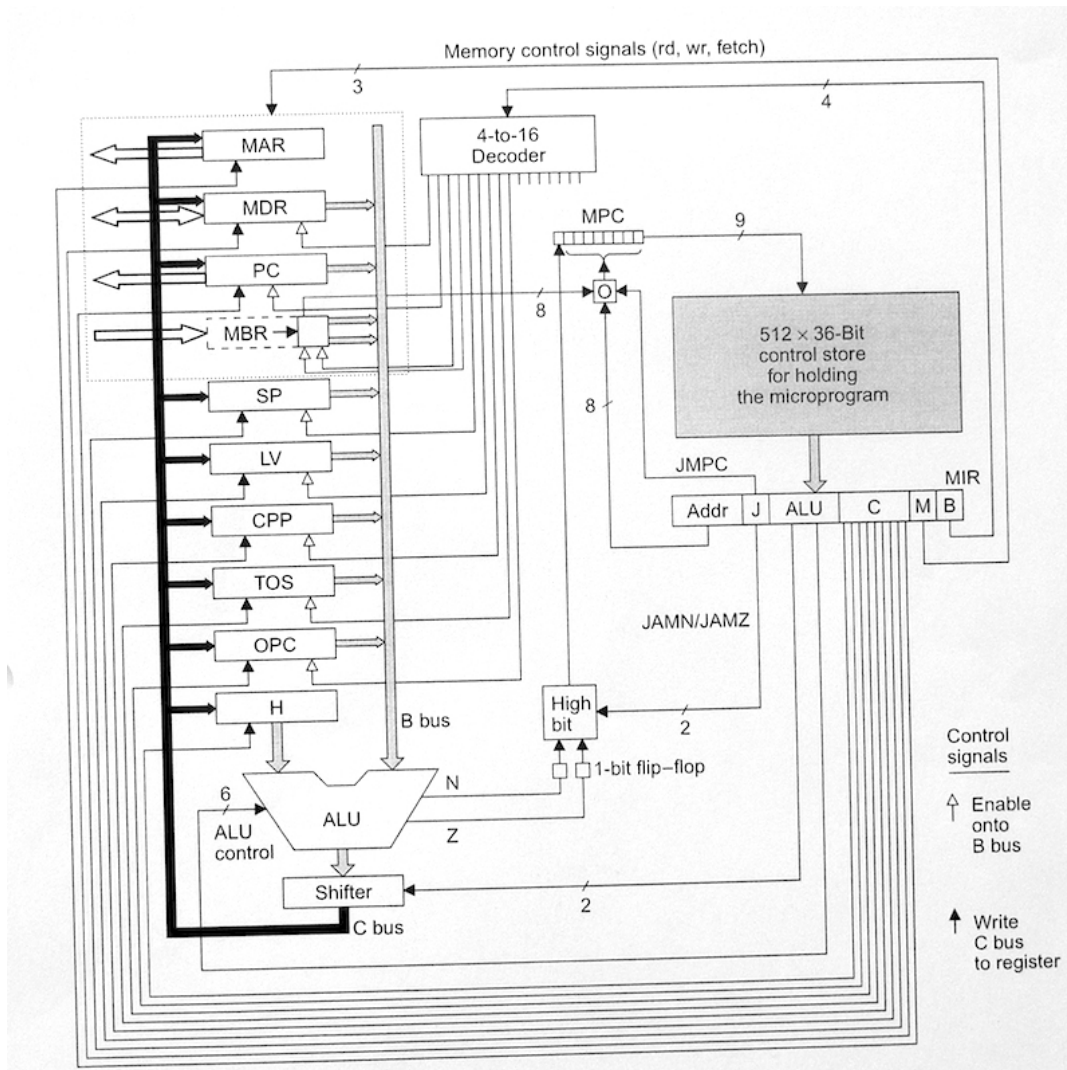 Memory control signals (rd, wr, fetch)
3
4
MAR
4-to-16
Decoder
MDR
MPC
9
PC
O
8
MBR
512 × 36-Bit
control store
for holding
the microprogram
SP
8
LV
JMPC
MIR
Addr
J
ALU
C
M
B
CPP
TOS
JAMN/JAMZ
OPC
H
B bus
High
bit
2
1-bit flip–flop
N
Z
6
ALU
control
ALU
Shifter
2
C bus
Control
signals
Enable
onto
B bus
Write
C bus
to register